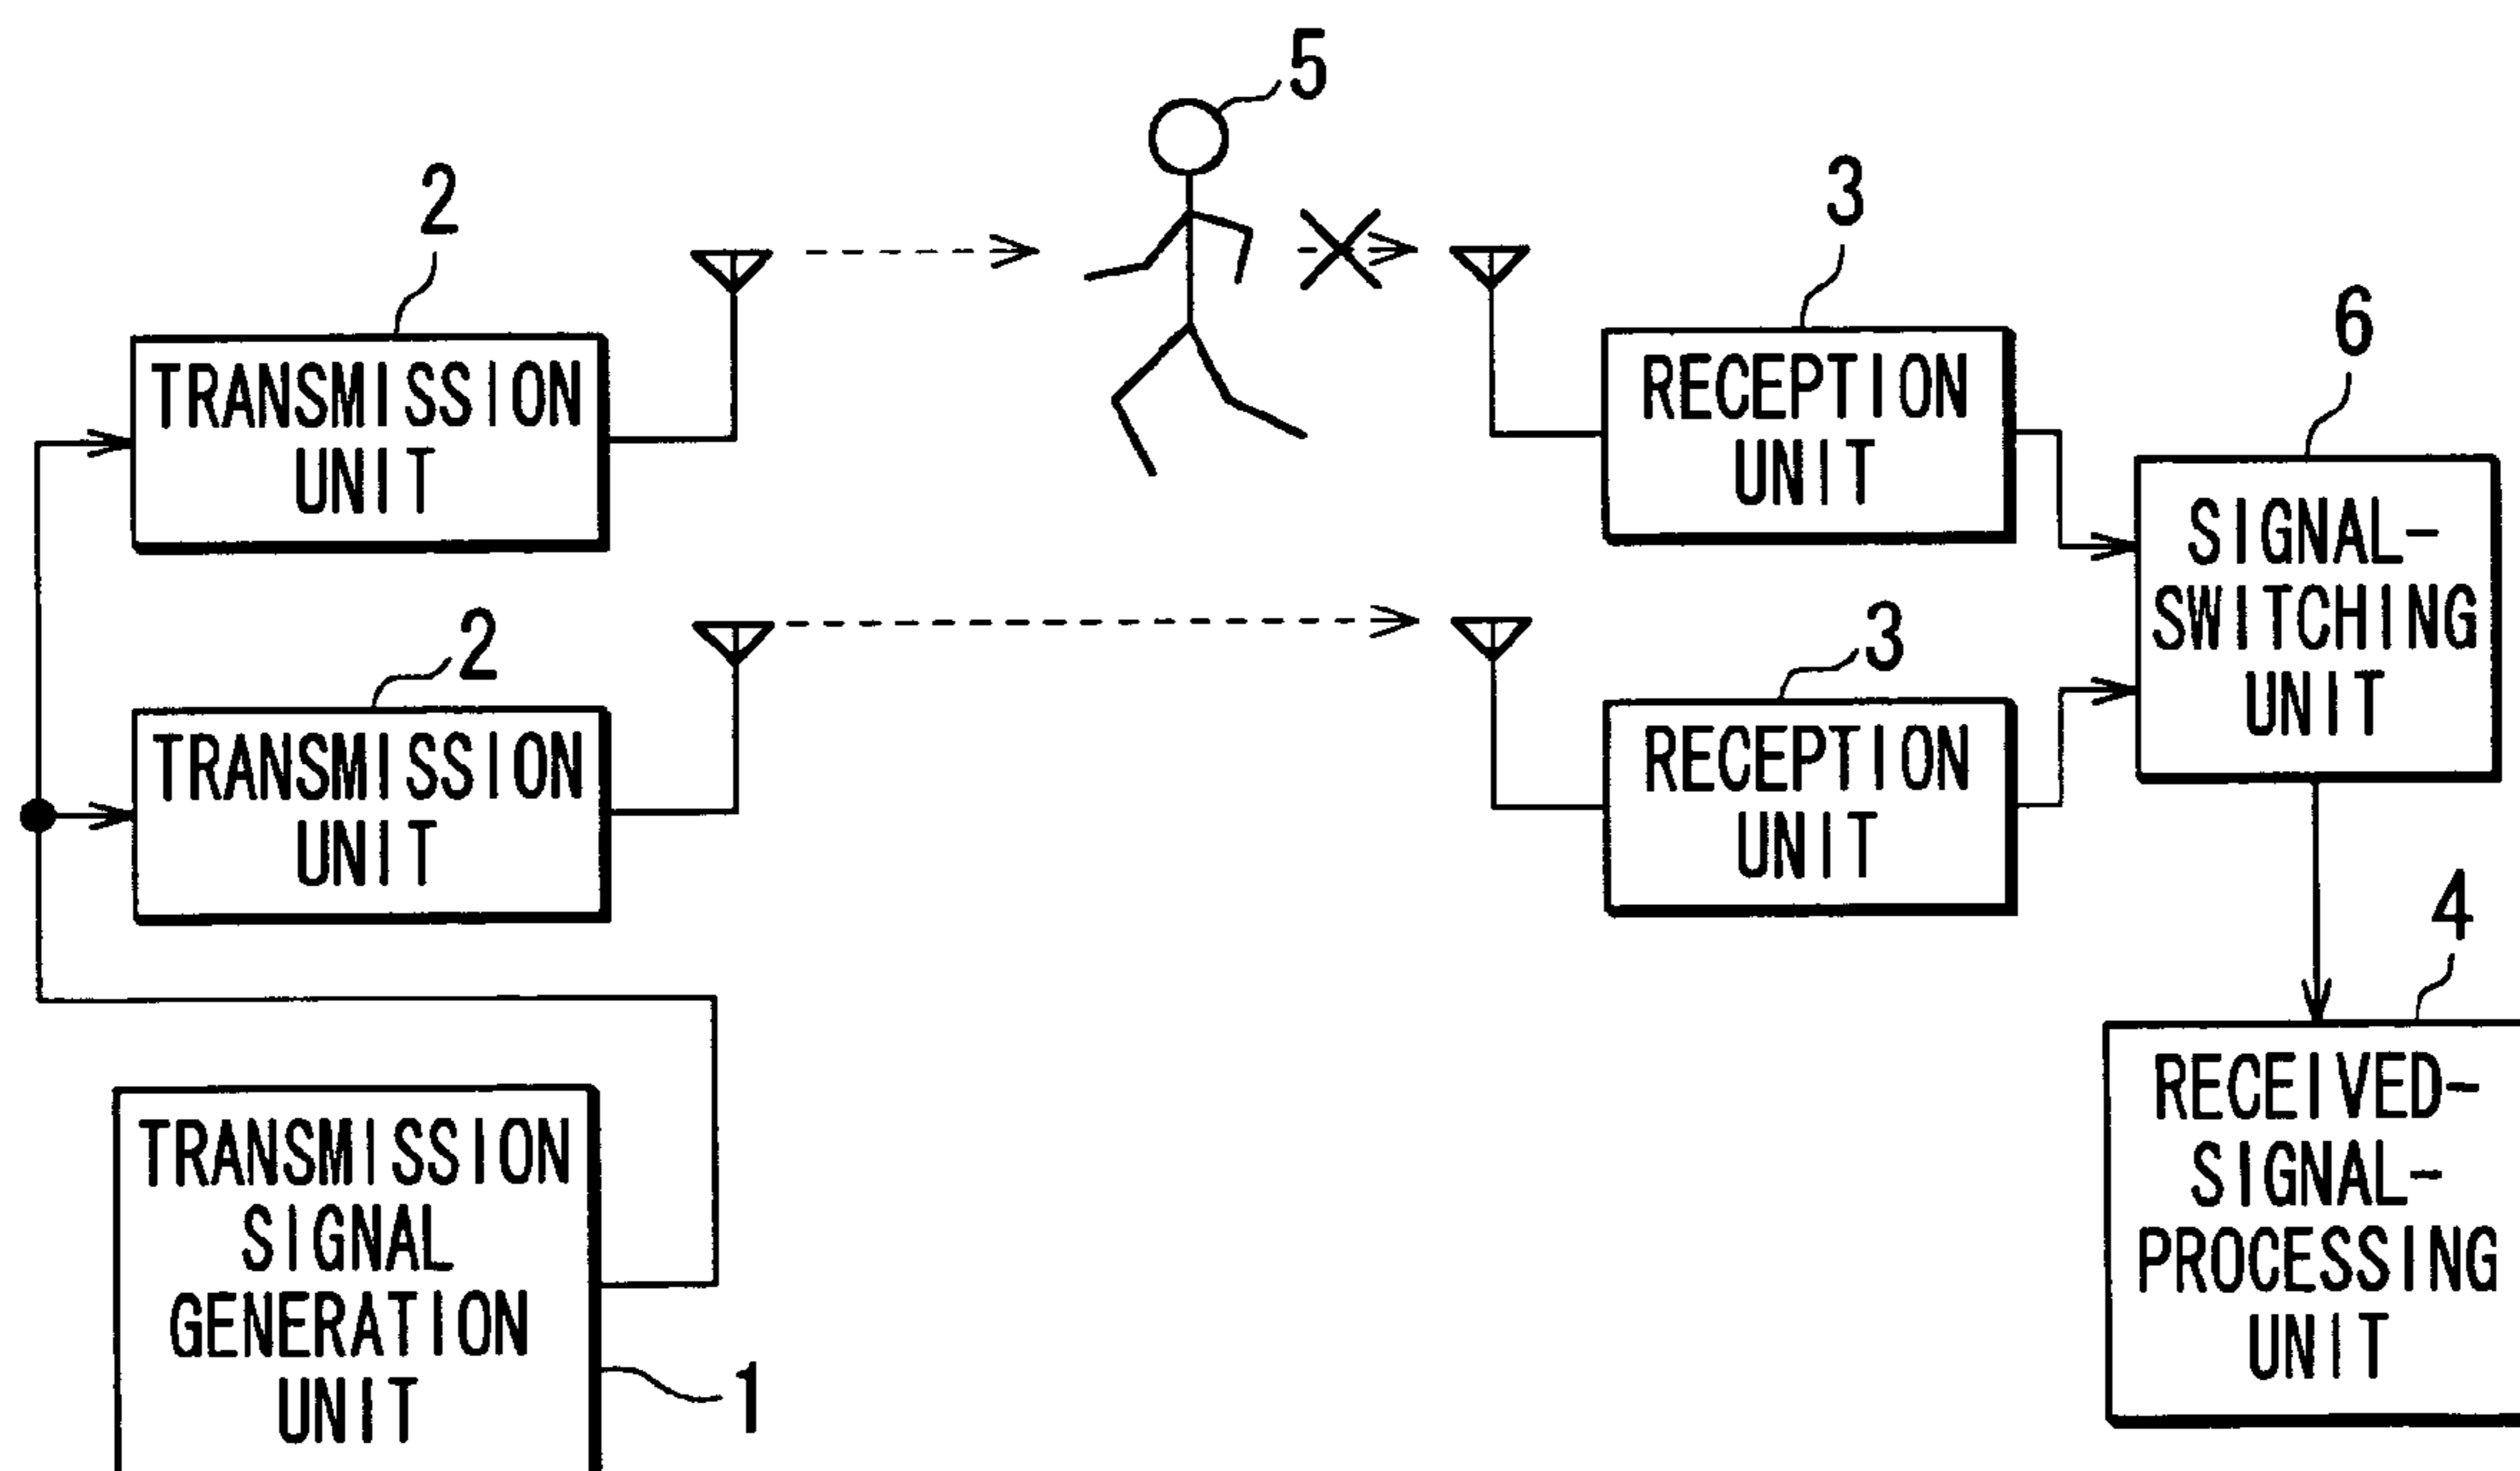 5
2
3
6
TRANSMISSION
UNIT
RECEPTION
UNIT
SIGNAL-
SWITCHING
UNIT
2
3
TRANSMISSION
UNIT
RECEPTION
UNIT
4
TRANSMISSION
SIGNAL
GENERATION
UNIT
1
RECEIVED-
SIGNAL-
PROCESSING
UNIT